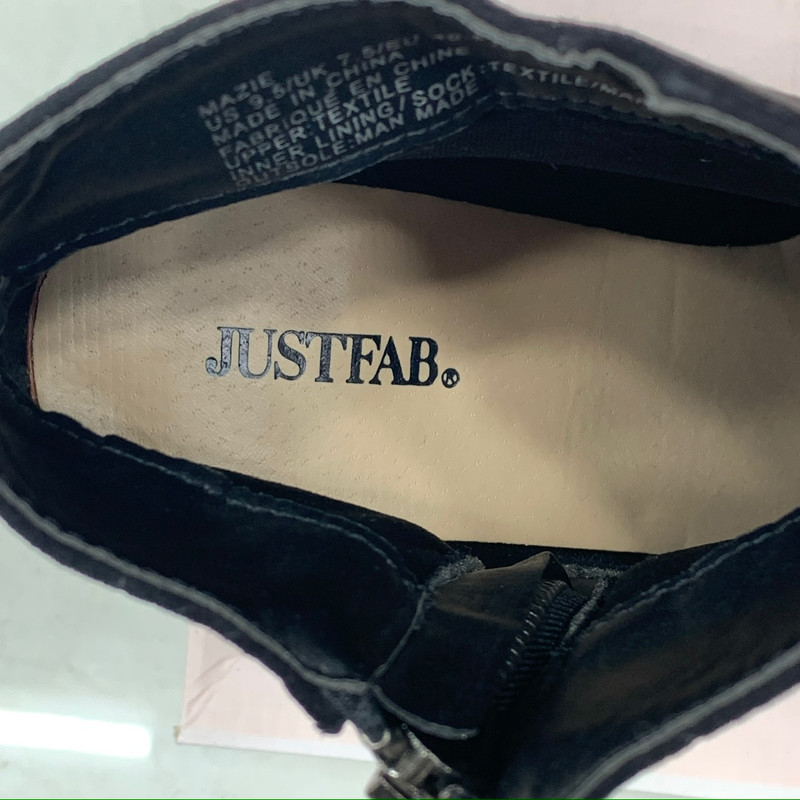 MAZIE
US 9.5/UK 7.5/EU
MADE IN CHINA
FABRIQUÉ EN CHINE
UPPER:TEXTILE
INNER LINING/SOCK:TEXTILE/MAN
OUTSOLE:MAN MADE
JUSTFAB®